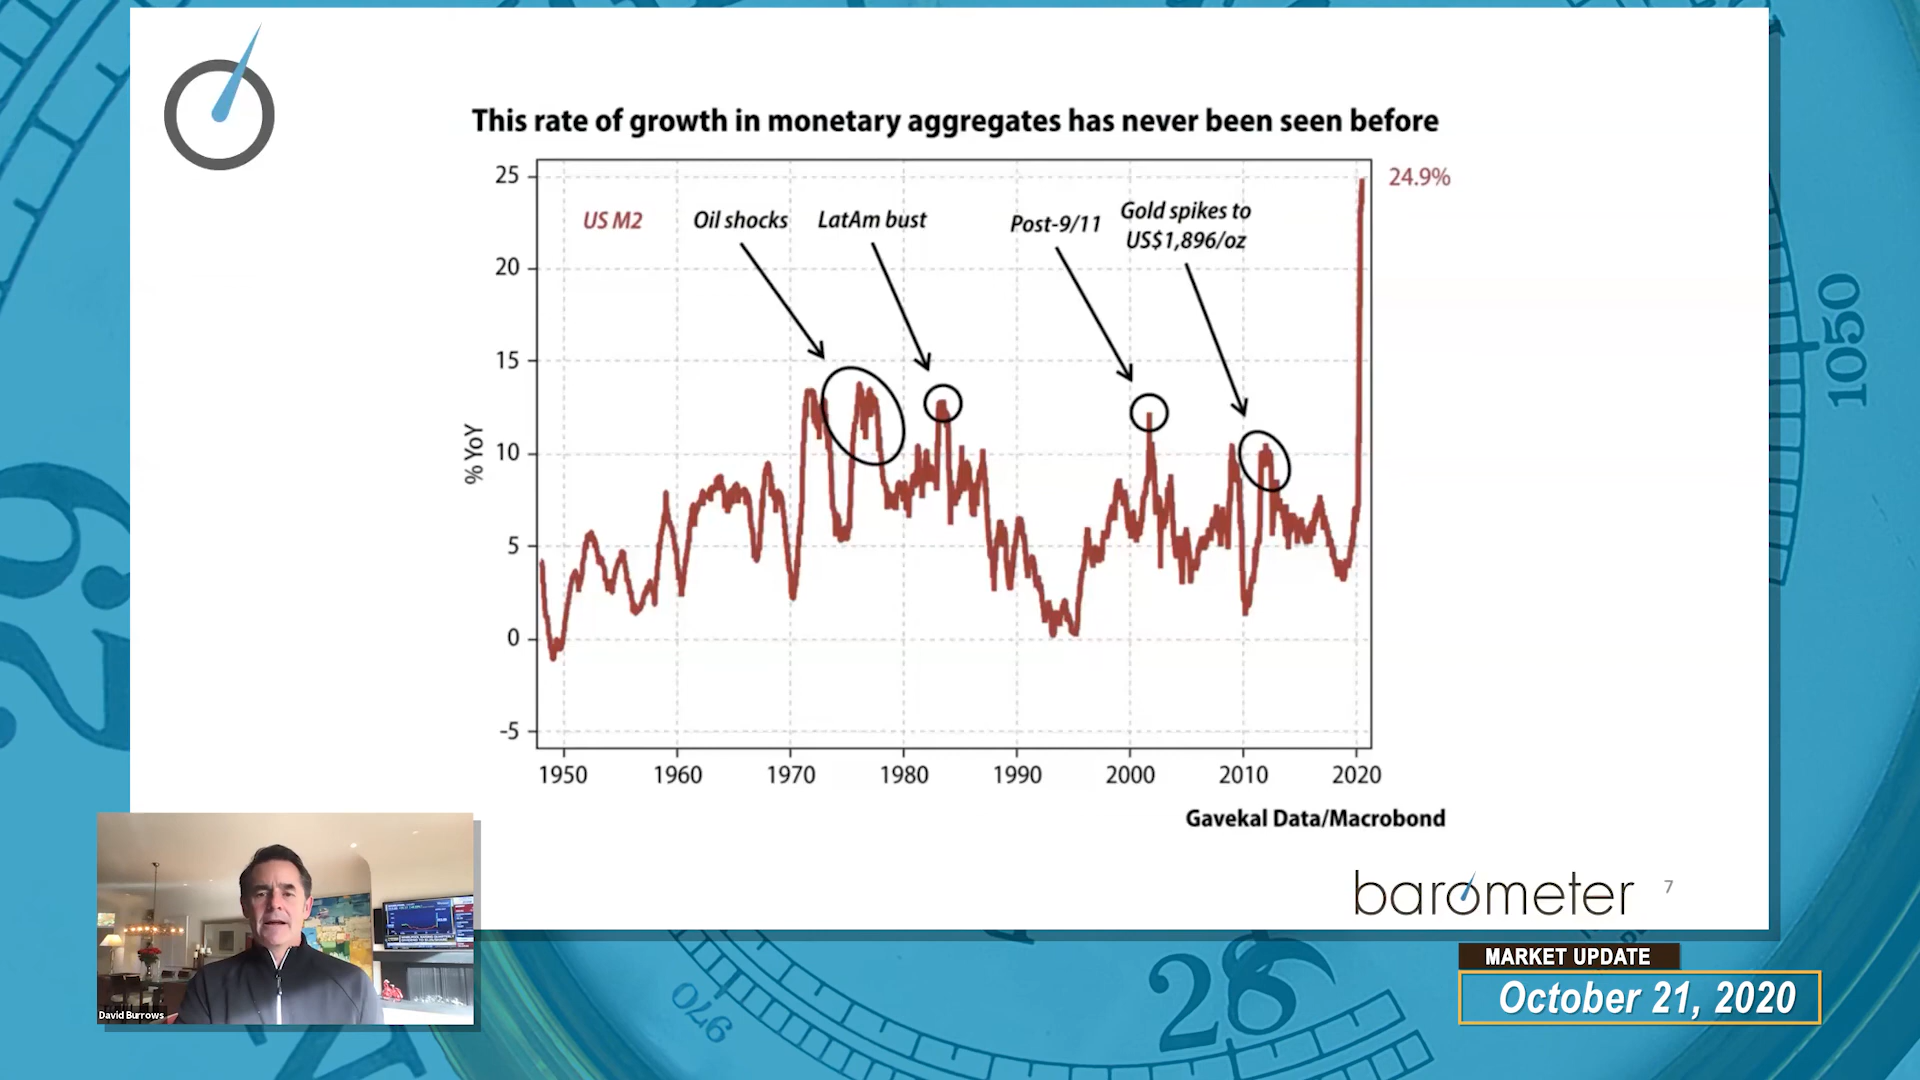 This rate of growth in monetary aggregates has never been seen before
25
20
15
10
5
0
-5
% YoY
24.9%
US M2
Oil shocks
LatAm bust
Post-9/11
Gold spikes to
US$1,896/oz
1950
1960
1970
1980
1990
2000
2010
2020
Gavekal Data/Macrobond
barometer
7
David Burrows
MARKET UPDATE
October 21, 2020
1050
29
28
970